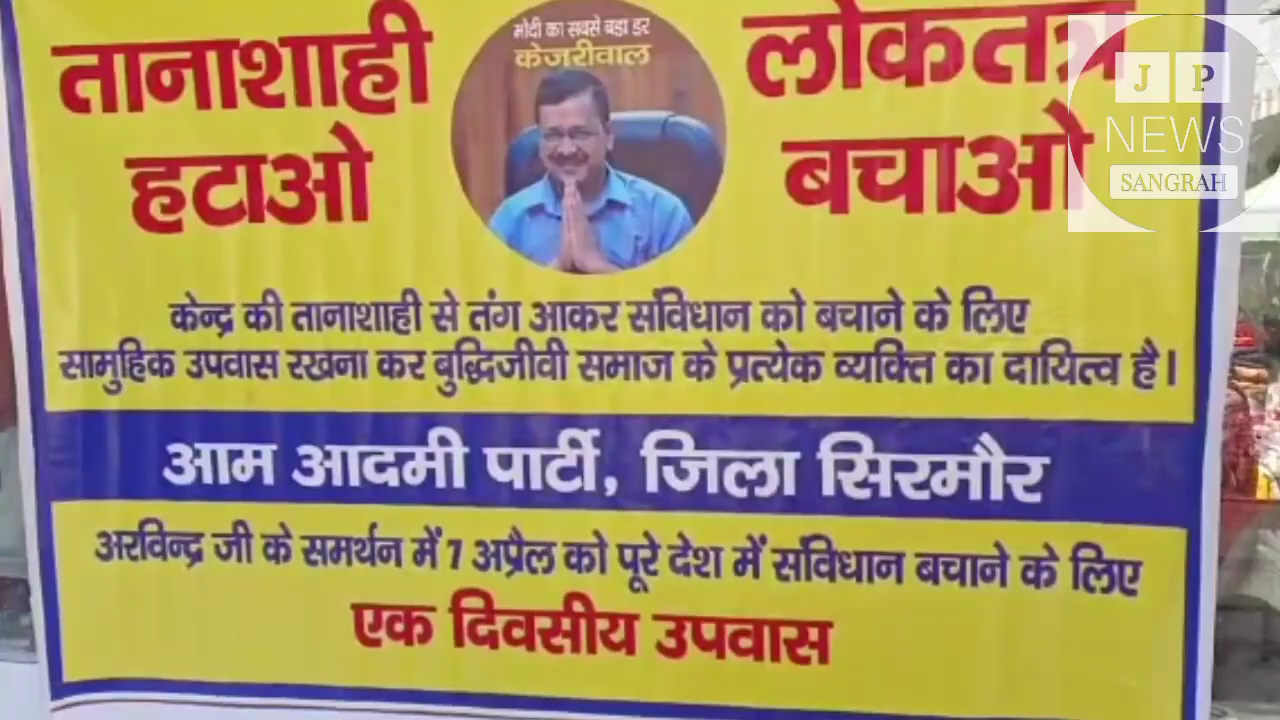 तानाशाही
हटाओ
मोदी का सबसे बड़ा डर
केजरीवाल
लोकतंत्र
बचाओ
J P
NEWS
SANGRAH
केन्द्र की तानाशाही से तंग आकर संविधान को बचाने के लिए
सामुहिक उपवास रखना कर बुद्धिजीवी समाज के प्रत्येक व्यक्ति का दायित्व है।
आम आदमी पार्टी, जिला सिरमौर
अरविन्द्र जी के समर्थन में 7 अप्रैल को पूरे देश में संविधान बचाने के लिए
एक दिवसीय उपवास